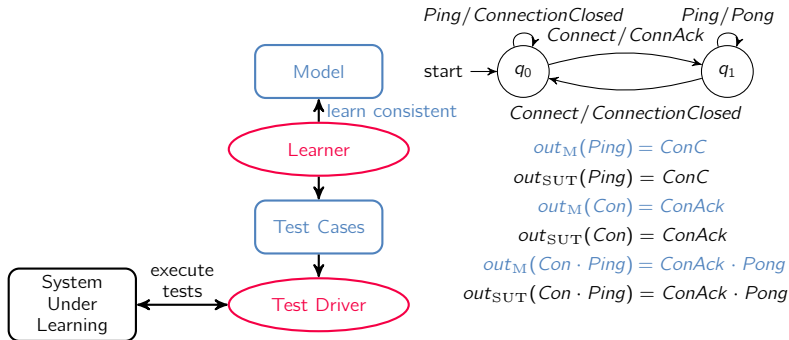 Model
learn consistent
Learner
Test Cases
execute
tests
System
Under
Learning
Test Driver
Ping/ConnectionClosed
Ping/Pong
Connect/ConnAck
start
q0
q1
Connect/ConnectionClosed
outM(Ping) = ConC
outSUT(Ping) = ConC
outM(Con) = ConAck
outSUT(Con) = ConAck
outM(Con · Ping) = ConAck · Pong
outSUT(Con · Ping) = ConAck · Pong